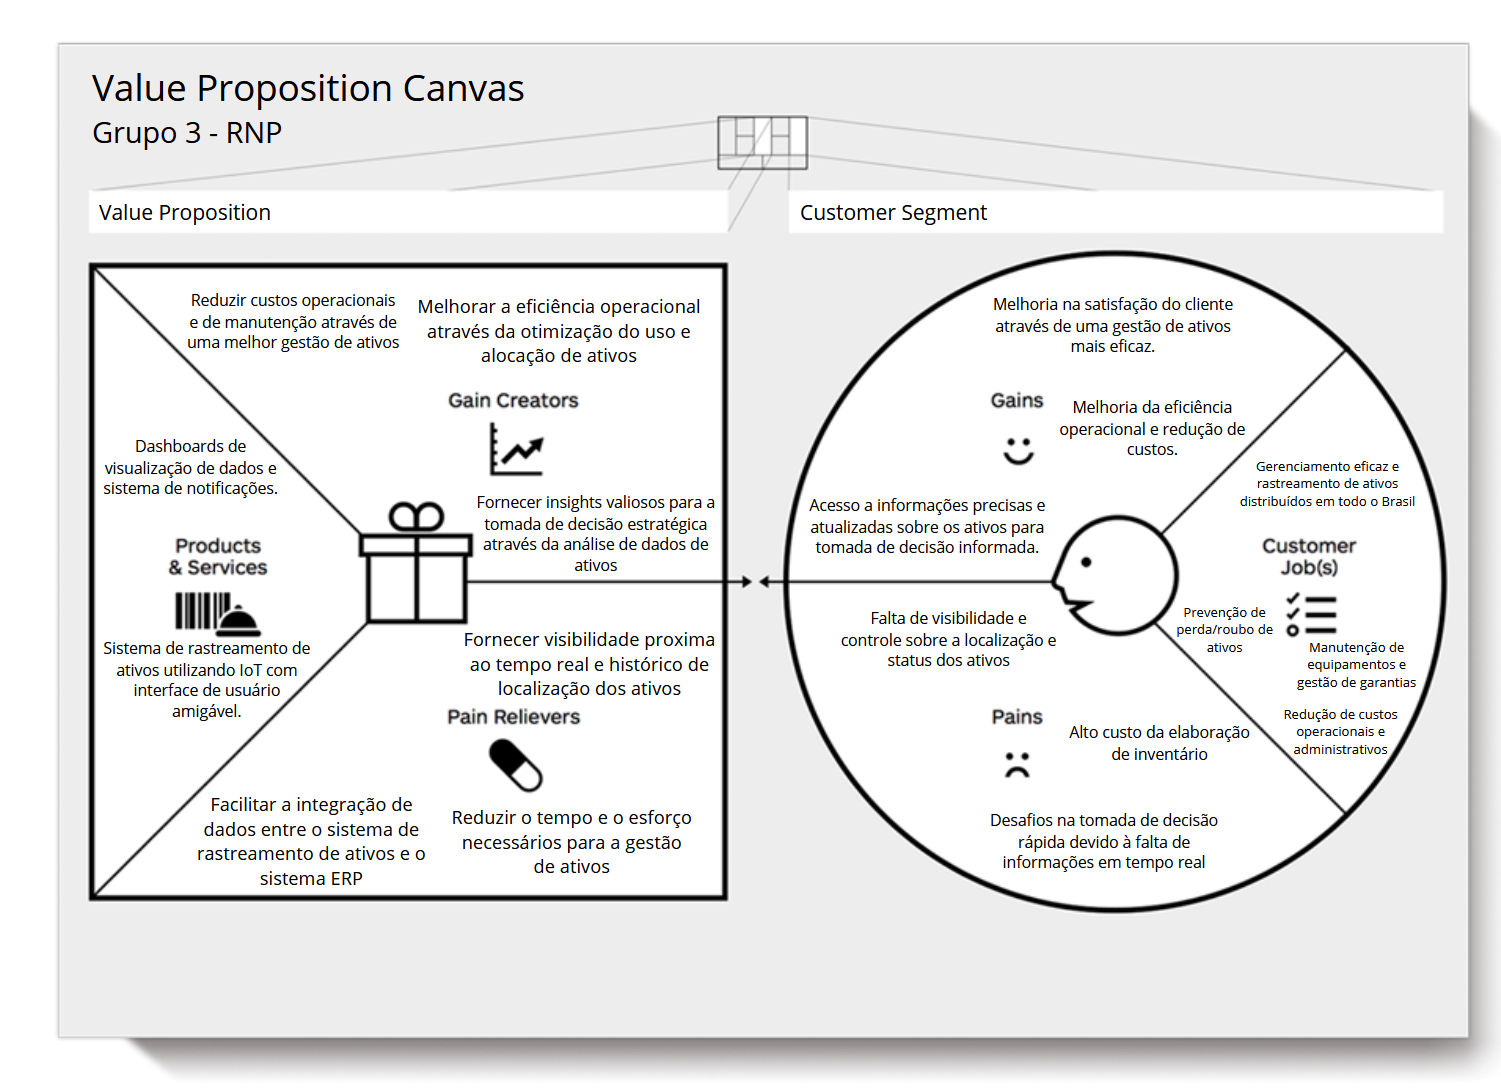 Value Proposition Canvas
Grupo 3 - RNP
Value Proposition
Customer Segment
Reduzir custos operacionais
e de manutenção através de
uma melhor gestão de ativos
Melhorar a eficiência operacional
através da otimização do uso e
alocação de ativos
Gain Creators
Dashboards de
visualização de dados e
sistema de notificações.
Fornecer insights valiosos para a
tomada de decisão estratégica
através da análise de dados de
ativos
Products
& Services
Sistema de rastreamento de
ativos utilizando IoT com
interface de usuário
amigável.
Fornecer visibilidade proxima
ao tempo real e histórico de
localização dos ativos
Pain Relievers
Facilitar a integração de
dados entre o sistema de
rastreamento de ativos e o
sistema ERP
Reduzir o tempo e o esforço
necessários para a gestão
de ativos
Melhoria na satisfação do cliente
através de uma gestão de ativos
mais eficaz.
Gains
Melhoria da eficiência
operacional e redução de
custos.
Acesso a informações precisas e
atualizadas sobre os ativos para
tomada de decisão informada.
Gerenciamento eficaz e
rastreamento de ativos
distribuídos em todo o Brasil
Customer
Job(s)
Prevenção de
perda/roubo de
ativos
Manutenção de
equipamentos e
gestão de garantias
Redução de custos
operacionais e
administrativos
Falta de visibilidade e
controle sobre a localização e
status dos ativos
Pains
Alto custo da elaboração
de inventário
Desafios na tomada de decisão
rápida devido à falta de
informações em tempo real